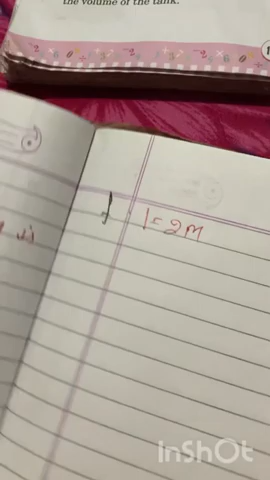 the volume of the tank.
l = 2m
InShOt